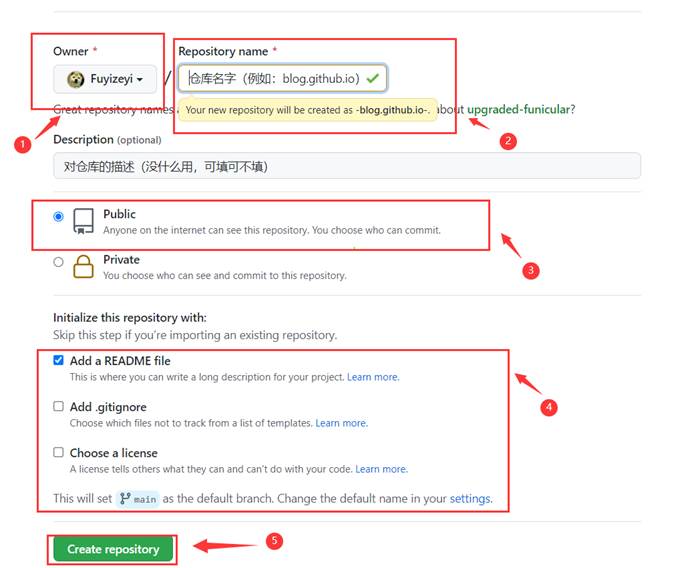 Owner *
Repository name *
Fuyizeyi
/
仓库名字（例如：blog.github.io）
Great repository names
Your new repository will be created as -blog.github.io-.
about upgraded-funicular?
1
2
Description (optional)
对仓库的描述（没什么用，可填可不填）
Public
Anyone on the internet can see this repository. You choose who can commit.
3
Private
You choose who can see and commit to this repository.
Initialize this repository with:
Skip this step if you're importing an existing repository.
Add a README file
This is where you can write a long description for your project. Learn more.
4
Add .gitignore
Choose which files not to track from a list of templates. Learn more.
Choose a license
A license tells others what they can and can't do with your code. Learn more.
This will set main as the default branch. Change the default name in your settings.
Create repository
5